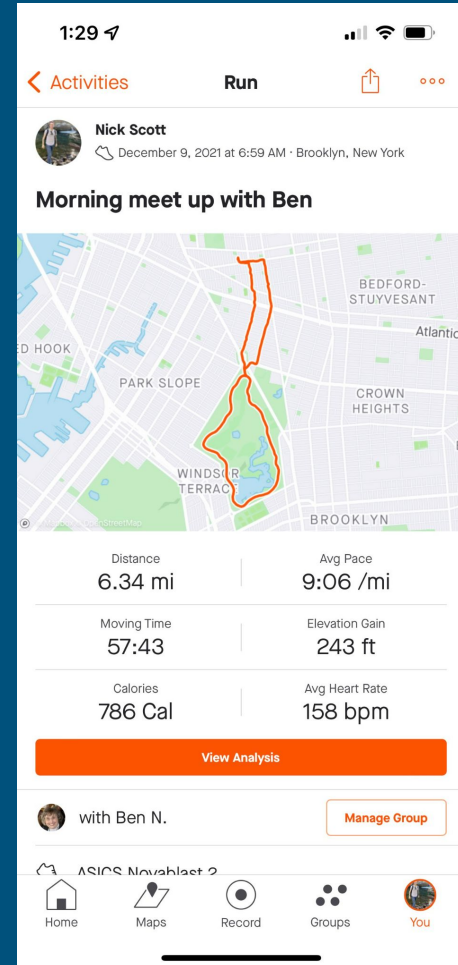 1:29
Activities
Run
Nick Scott
December 9, 2021 at 6:59 AM · Brooklyn, New York
Morning meet up with Ben
BEDFORD-
STUYVESANT
Atlantic
ED HOOK
PARK SLOPE
CROWN
HEIGHTS
WINDSOR
TERRACE
BROOKLYN
Distance
6.34 mi
Avg Pace
9:06 /mi
Moving Time
57:43
Elevation Gain
243 ft
Calories
786 Cal
Avg Heart Rate
158 bpm
View Analysis
with Ben N.
Manage Group
ASICS Novablast 2
Home
Maps
Record
Groups
You